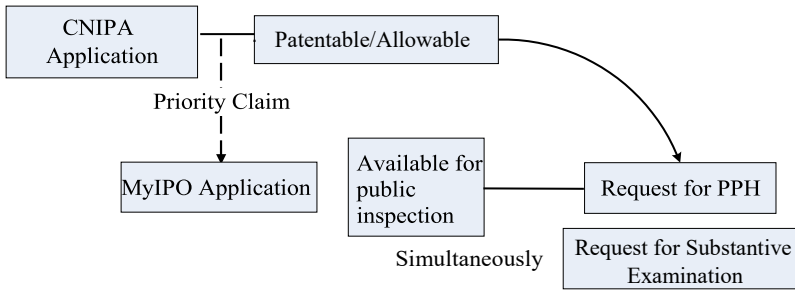 CNIPA
Application
Patentable/Allowable
Priority Claim
MyIPO Application
Available for
public
inspection
Request for PPH
Simultaneously
Request for Substantive
Examination